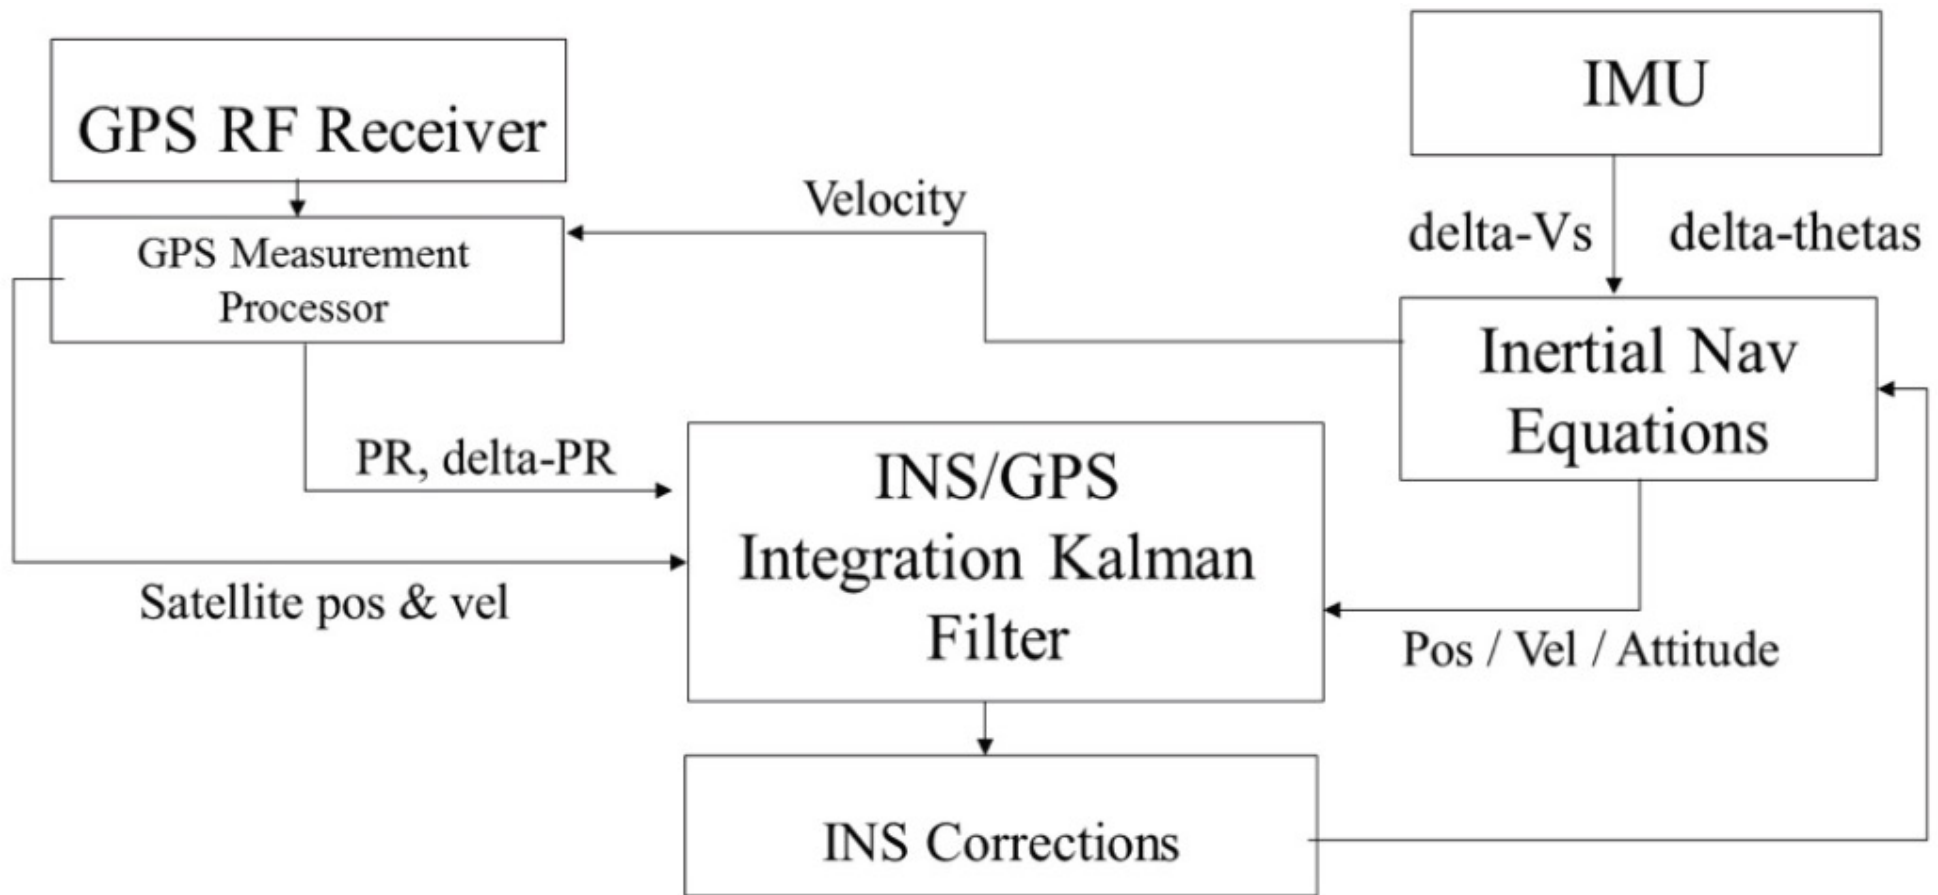 GPS RF Receiver
IMU
Velocity
GPS Measurement
Processor
delta-Vs
delta-thetas
Inertial Nav
Equations
PR, delta-PR
INS/GPS
Integration Kalman
Filter
Satellite pos & vel
Pos / Vel / Attitude
INS Corrections